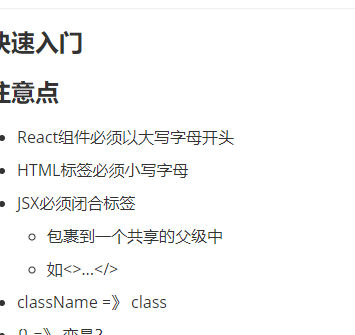 快速入门
注意点
React组件必须以大写字母开头
HTML标签必须小写字母
JSX必须闭合标签
包裹到一个共享的父级中
如<>...</>
className =》 class